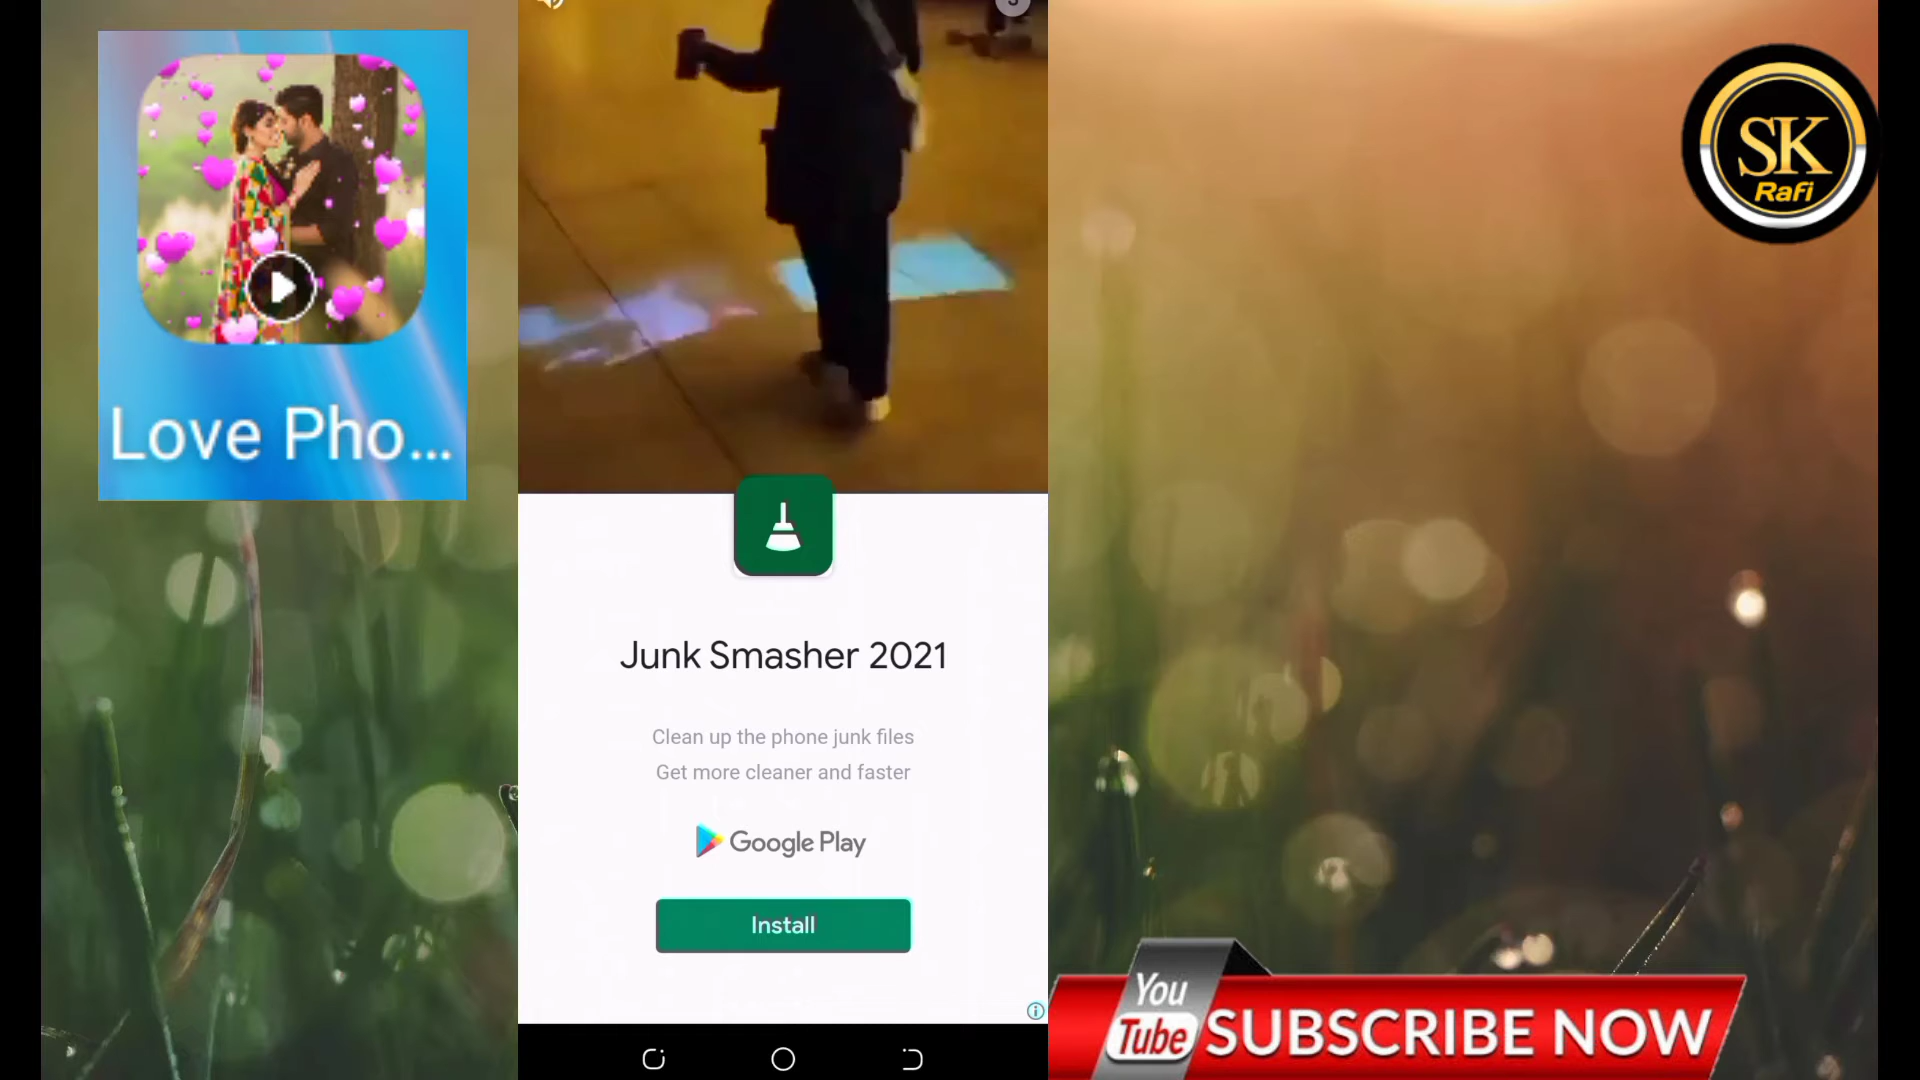 Love Pho...
SK
Rafi
Junk Smasher 2021
Clean up the phone junk files
Get more cleaner and faster
Google Play
Install
You
Tube
SUBSCRIBE NOW